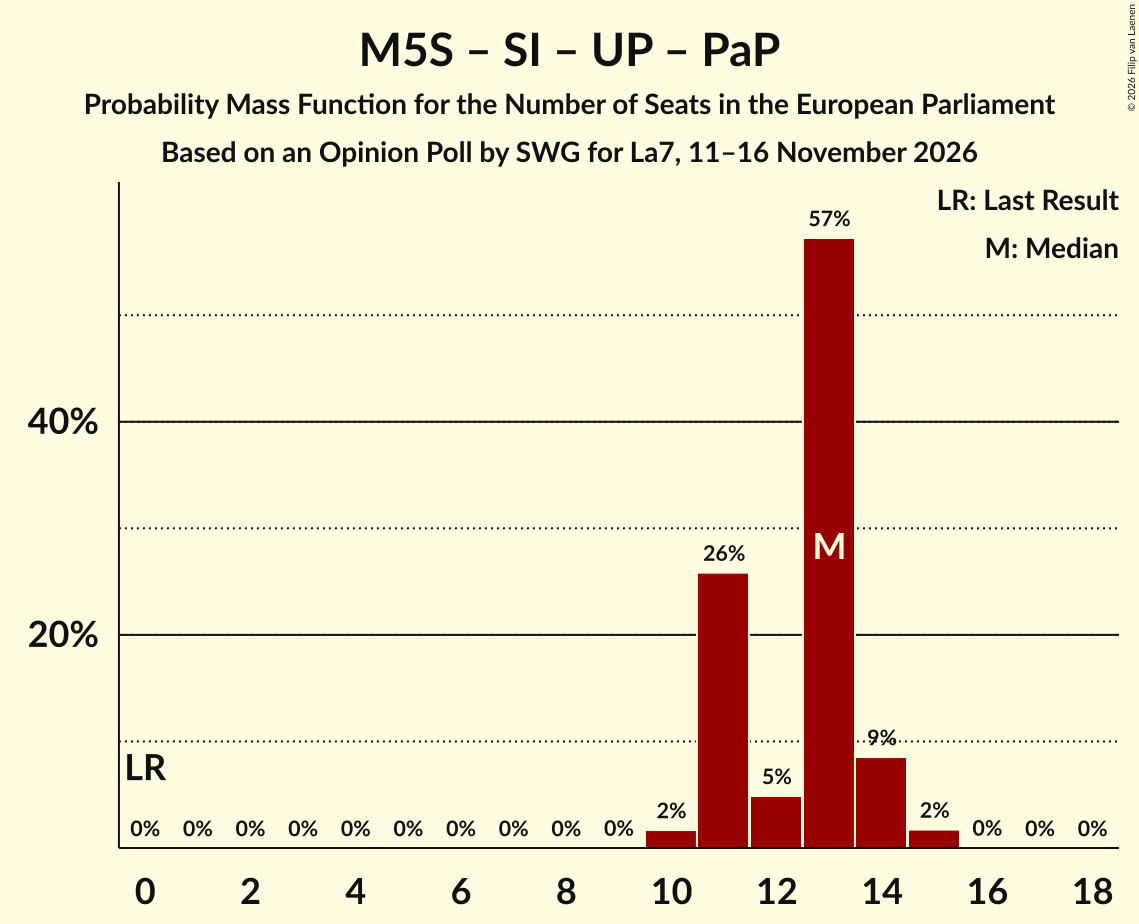 M5S – SI – UP – PaP
Probability Mass Function for the Number of Seats in the European Parliament
Based on an Opinion Poll by SWG for La7, 11–16 November 2026
© 2026 Filip van Laenen
LR: Last Result
M: Median
57%
40%
M
26%
20%
9%
LR
5%
2% 2%
0% 0% 0% 0% 0% 0% 0% 0% 0% 0% 0% 0% 0%
0 2 4 6 8 10 12 14 16 18